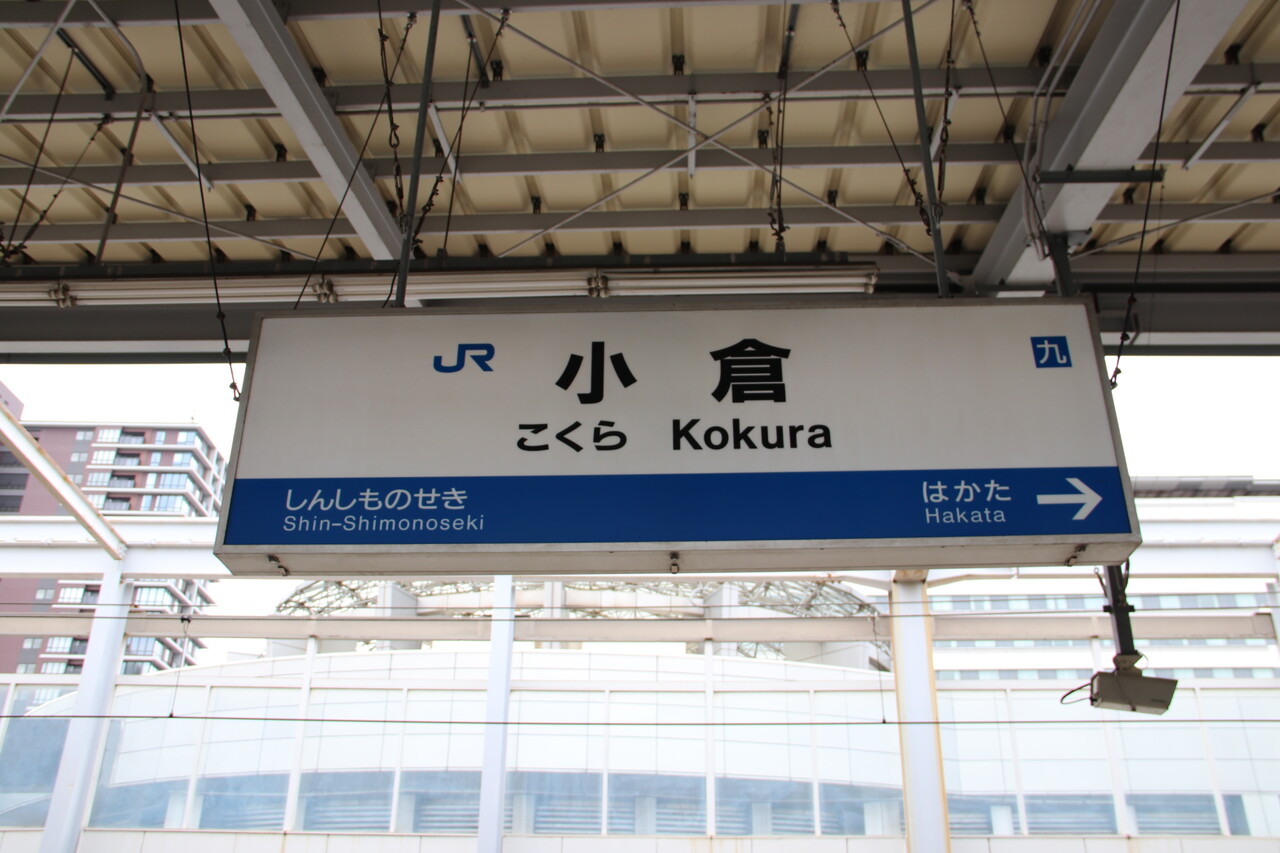 JR 小倉 九
こくら Kokura
しんしものせき はかた →
Shin-Shimonoseki Hakata